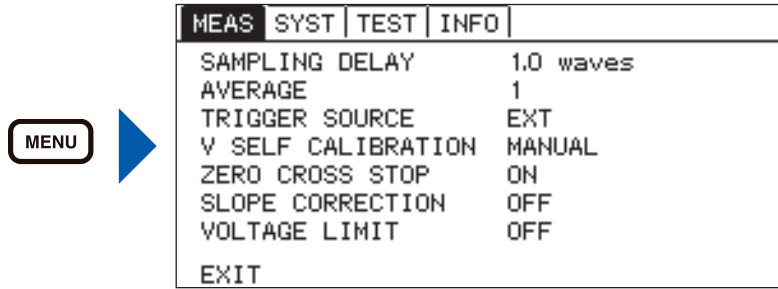 MENU
MEAS SYST TEST INFO
SAMPLING DELAY 1.0 waves
AVERAGE 1
TRIGGER SOURCE EXT
V SELF CALIBRATION MANUAL
ZERO CROSS STOP ON
SLOPE CORRECTION OFF
VOLTAGE LIMIT OFF
EXIT